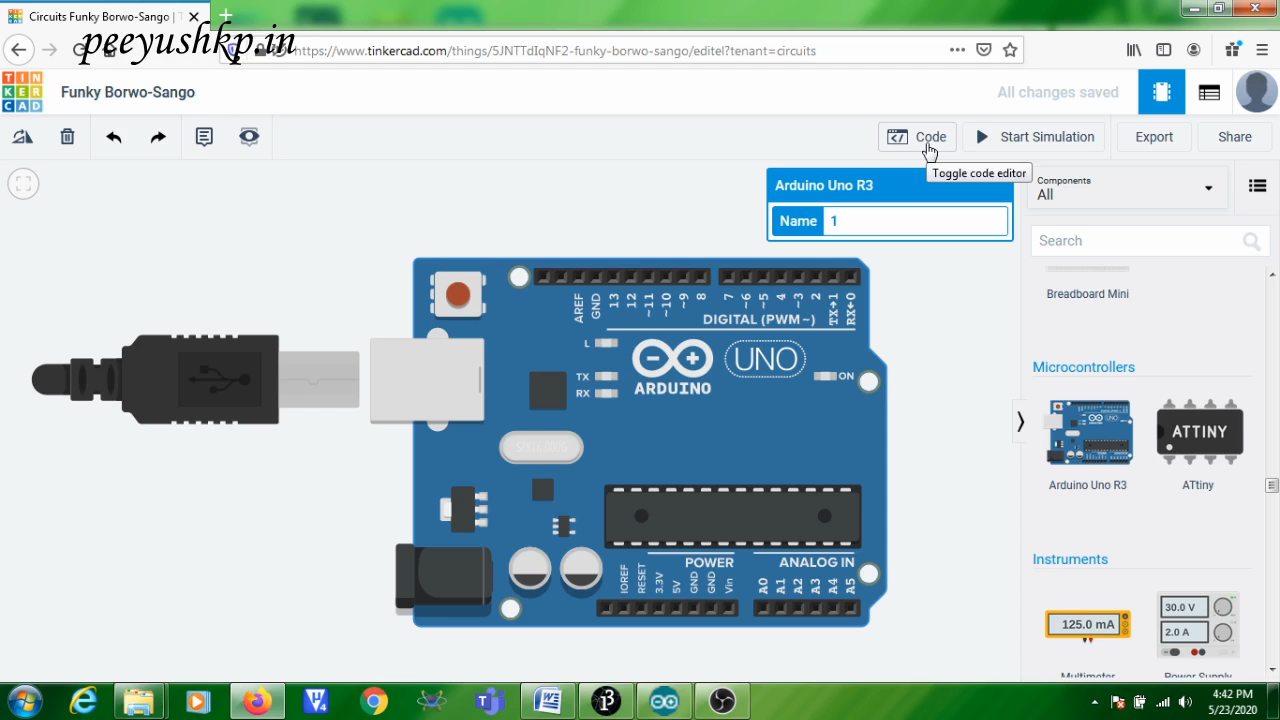 Circuits Funky Borwo-Sango | T
peeyushkp.in
https://www.tinkercad.com/things/5JNTTdIqNF2-funky-borwo-sango/editel?tenant=circuits
TIN
KER
CAD
Funky Borwo-Sango
All changes saved
Code
Start Simulation
Export
Share
Toggle code editor
Arduino Uno R3
Name 1
Components
All
Search
Breadboard Mini
Microcontrollers
Arduino Uno R3
ATTINY
ATtiny
Instruments
125.0 mA
Multimeter
30.0 V
2.0 A
Power Supply
AREF
GND
13
12
~11
~10
~9
8
7
~6
~5
4
~3
2
TX→1
RX←0
DIGITAL (PWM~)
L
TX
RX
UNO
ARDUINO
ON
POWER
ANALOG IN
IOREF
RESET
3.3V
5V
GND
GND
Vin
A0
A1
A2
A3
A4
A5
4:42 PM
5/23/2020